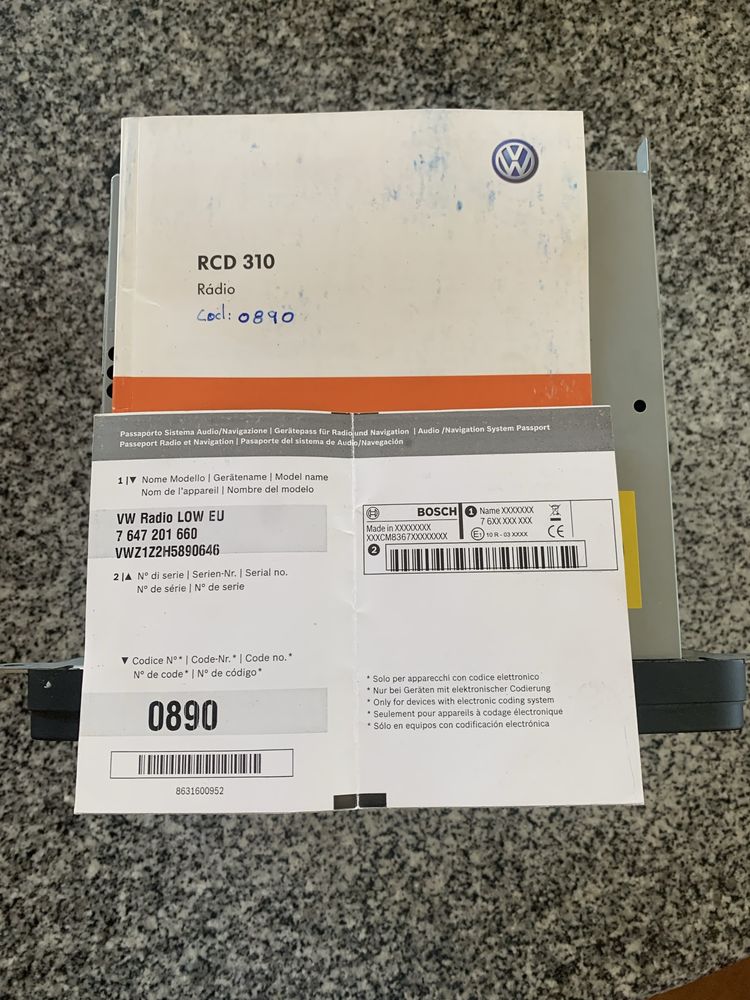 RCD 310
Rádio
Cod: 0890
Passaporto Sistema Audio/Navigazione | Gerätepass für Radio und Navigation | Audio /Navigation System Passport
Passeport Radio et Navigation | Pasaporte del sistema de Audio/Navegación
1 |▼ Nome Modello | Gerätename | Model name
Nom de l'appareil | Nombre del modelo
VW Radio LOW EU
7 647 201 660
VWZ1Z2H5890646
2 |▲ N° di serie | Serien-Nr. | Serial no.
N° de série | N° de serie
▼ Codice N°* | Code-Nr.* | Code no.*
N° de code* | N° de código*
0890
8631600952
BOSCH
Made in XXXXXXXX
XXXCM8367XXXXXXXX
1 Name XXXXXXX
7 6XX XXX XXX
E1 10 R - 03 XXXX
CE
2
* Solo per apparecchi con codice elettronico
* Nur bei Geräten mit elektronischer Codierung
* Only for devices with electronic coding system
* Seulement pour appareils à codage électronique
* Sólo en equipos con codificación electrónica